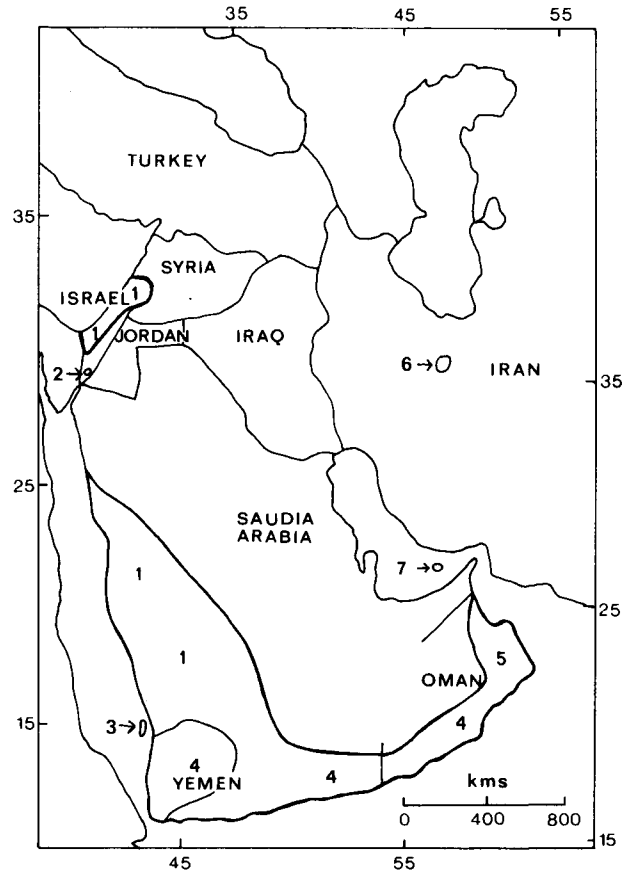 35 45 55
TURKEY
35
SYRIA
ISRAEL 1
1 JORDAN IRAQ
2→
6→ IRAN
35
25
SAUDIA
ARABIA
7→
1
25
1
5
OMAN
3→
15
4
4
4
YEMEN
kms
0 400 800
15
45 55